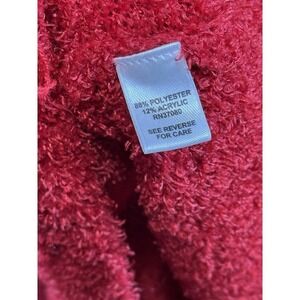 88% POLYESTER
12% ACRYLIC
RN37080
SEE REVERSE
FOR CARE